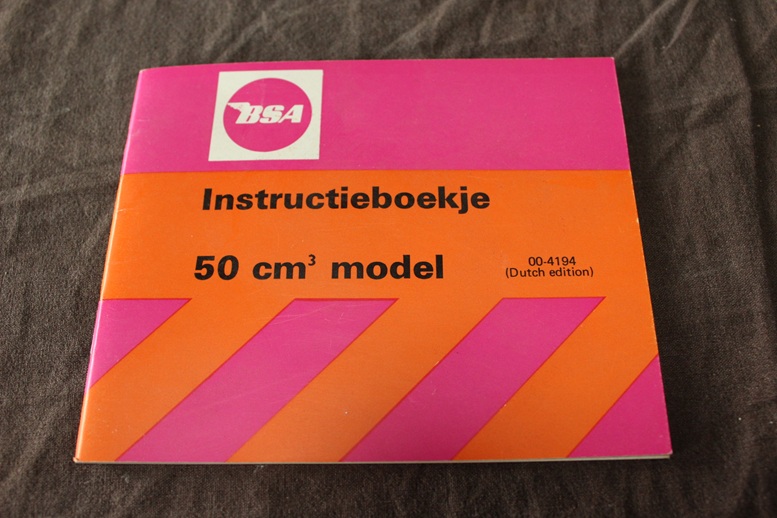 BSA
Instructieboekje
50 cm³ model
00-4194
(Dutch edition)